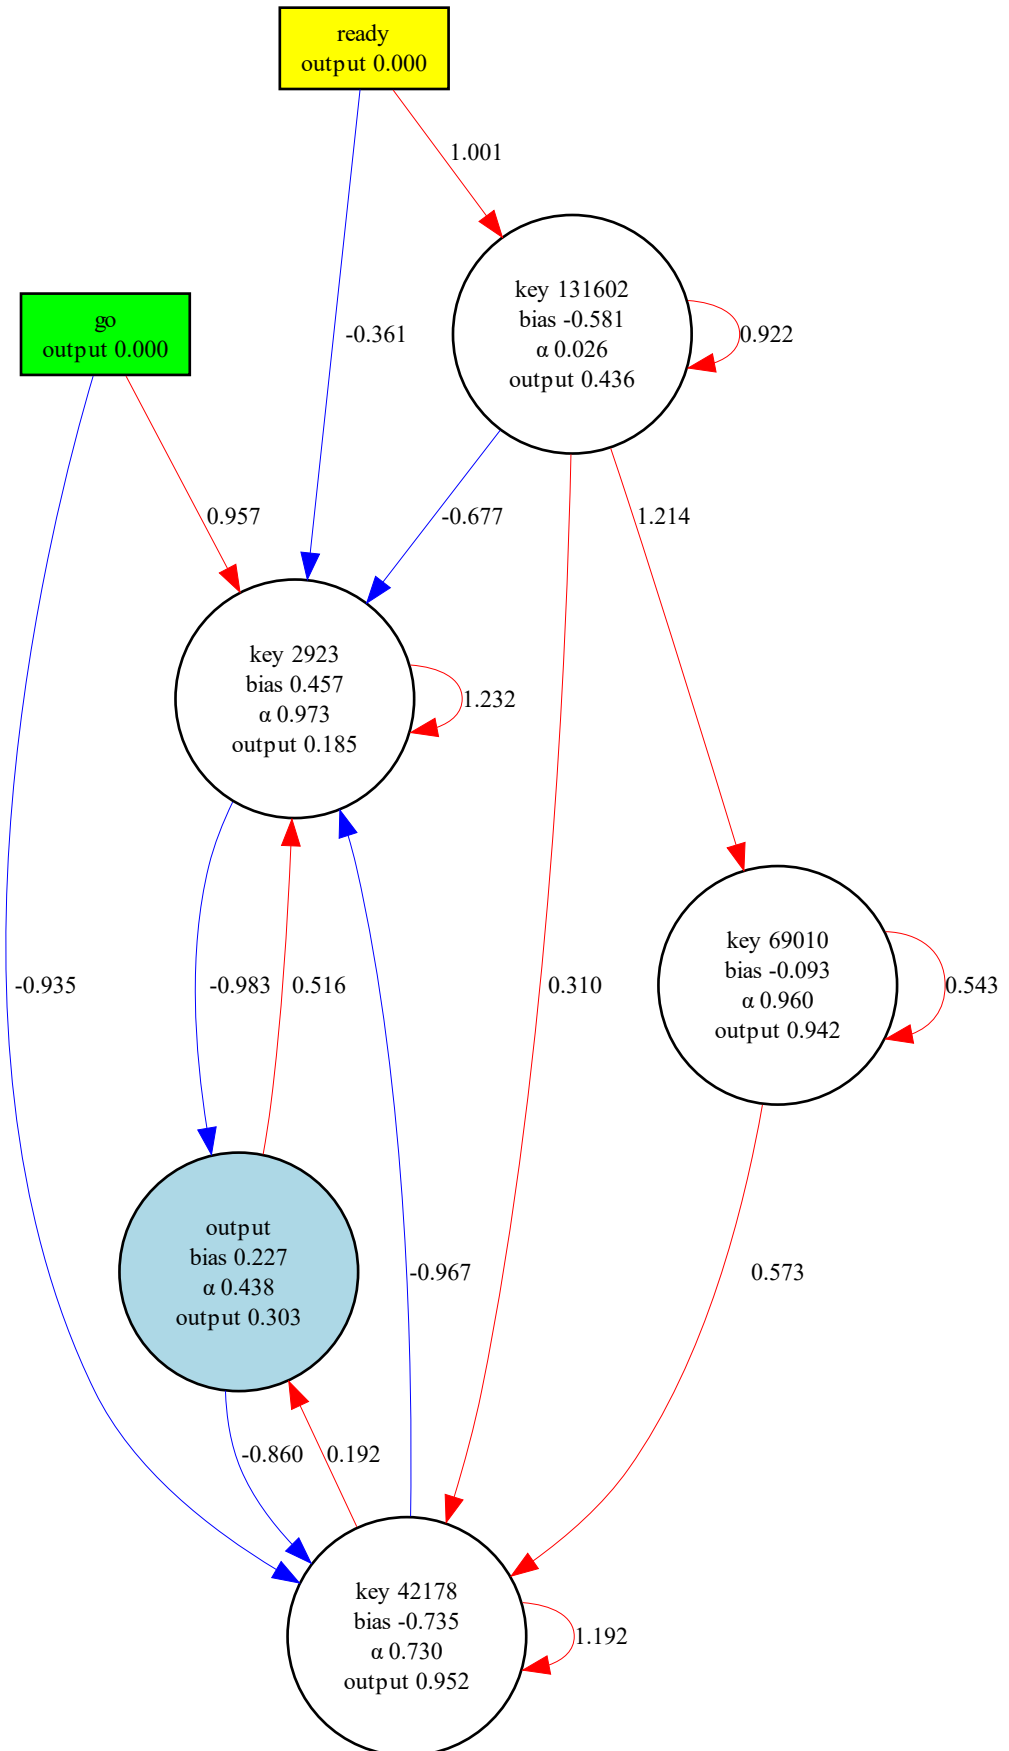 ready
output 0.000
1.001
key 131602
bias -0.581
α 0.026
output 0.436
0.922
go
output 0.000
-0.361
0.957
-0.677
1.214
key 2923
bias 0.457
α 0.973
output 0.185
1.232
key 69010
bias -0.093
α 0.960
output 0.942
0.543
-0.935
-0.983
0.516
0.310
output
bias 0.227
α 0.438
output 0.303
-0.967
0.573
-0.860
0.192
key 42178
bias -0.735
α 0.730
output 0.952
1.192